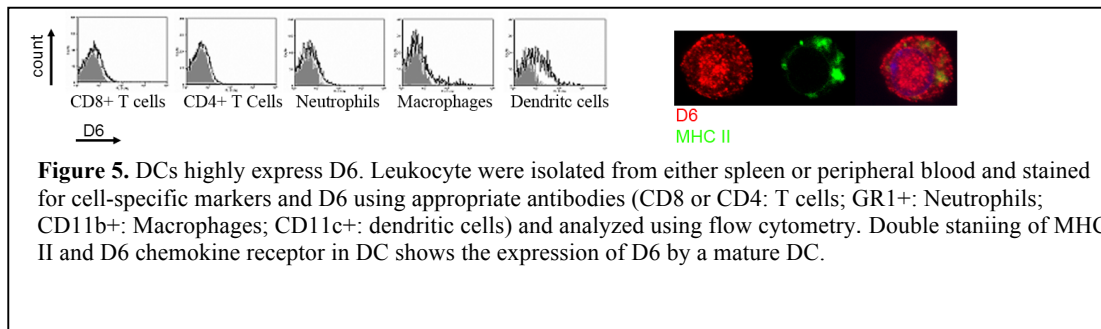 count
CD8+ T cells
CD4+ T Cells
Neutrophils
Macrophages
Dendritc cells
D6
D6
MHC II
Figure 5. DCs highly express D6. Leukocyte were isolated from either spleen or peripheral blood and stained
for cell-specific markers and D6 using appropriate antibodies (CD8 or CD4: T cells; GR1+: Neutrophils;
CD11b+: Macrophages; CD11c+: dendritic cells) and analyzed using flow cytometry. Double staniing of MHC
II and D6 chemokine receptor in DC shows the expression of D6 by a mature DC.